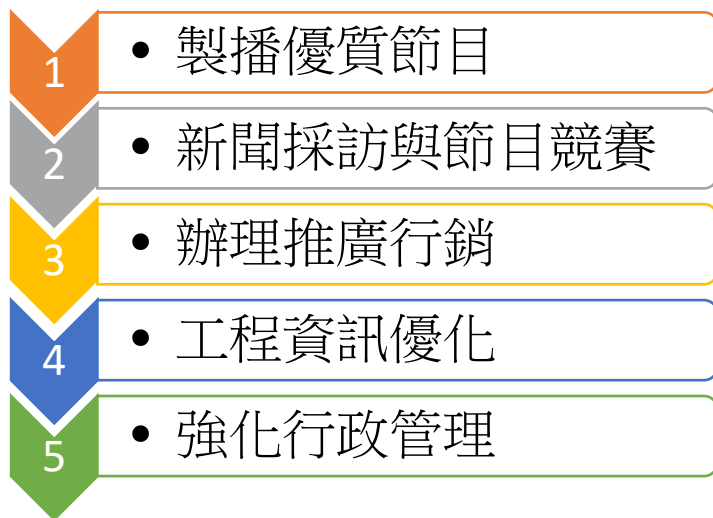 1
• 製播優質節目
2
• 新聞採訪與節目競賽
3
• 辦理推廣行銷
4
• 工程資訊優化
5
• 強化行政管理